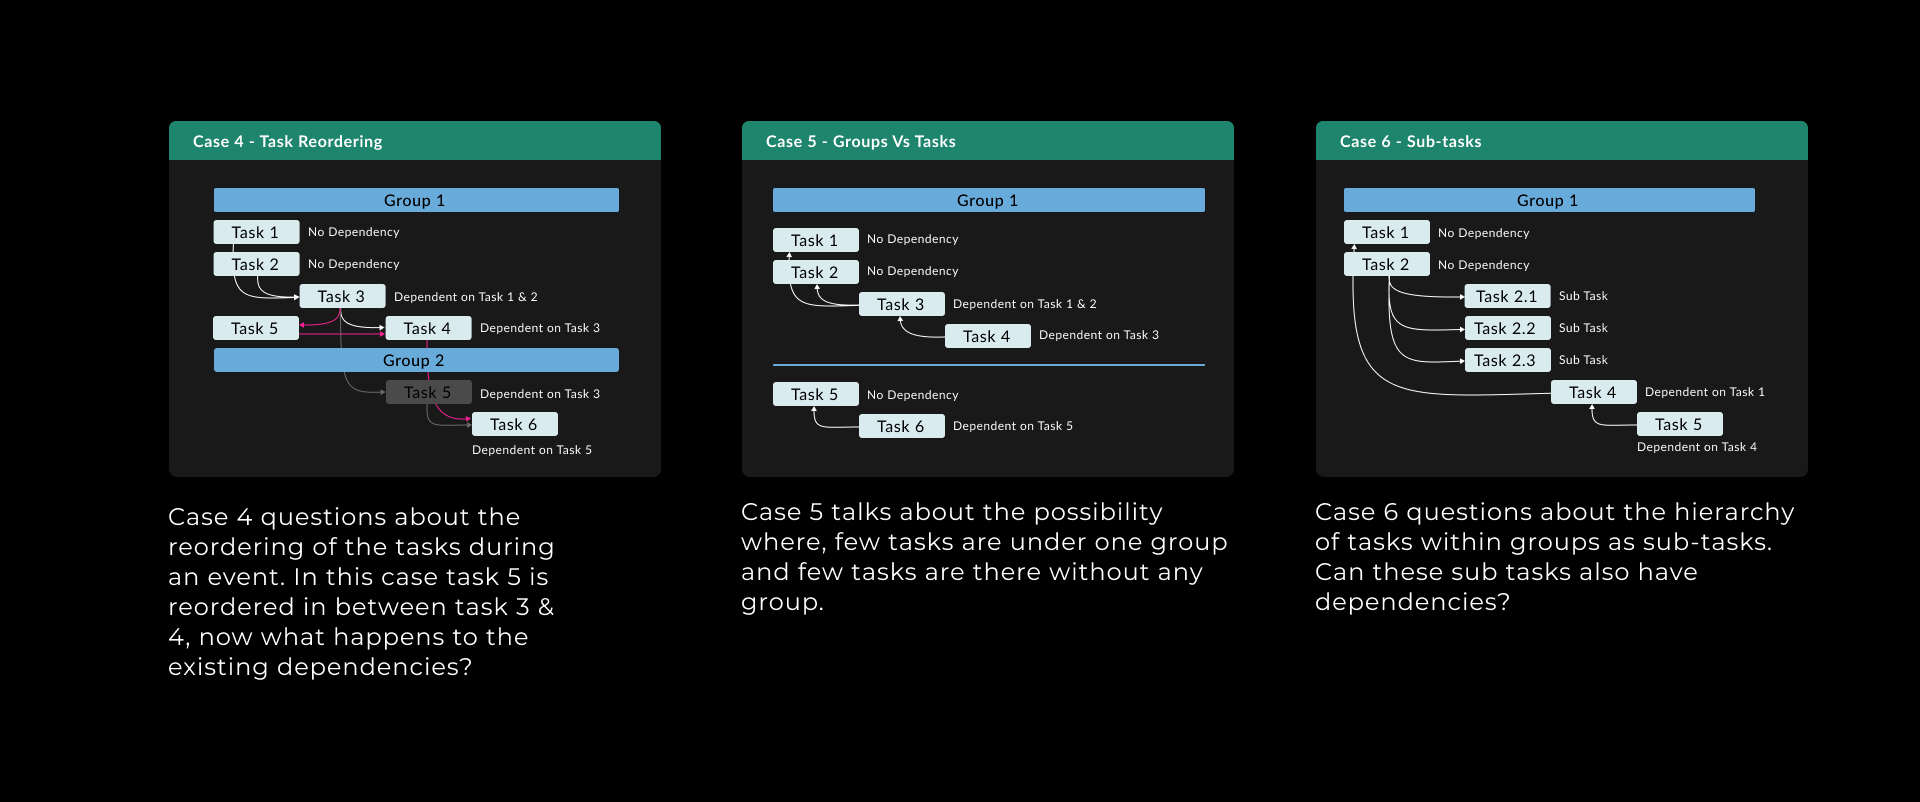 Case 4 - Task Reordering
Group 1
Task 1 No Dependency
Task 2 No Dependency
Task 3 Dependent on Task 1 & 2
Task 5 Task 4 Dependent on Task 3
Group 2
Task 5 Dependent on Task 3
Task 6
Dependent on Task 5
Case 4 questions about the
reordering of the tasks during
an event. In this case task 5 is
reordered in between task 3 &
4, now what happens to the
existing dependencies?
Case 5 - Groups Vs Tasks
Group 1
Task 1 No Dependency
Task 2 No Dependency
Task 3 Dependent on Task 1 & 2
Task 4 Dependent on Task 3
Task 5 No Dependency
Task 6 Dependent on Task 5
Case 5 talks about the possibility
where, few tasks are under one group
and few tasks are there without any
group.
Case 6 - Sub-tasks
Group 1
Task 1 No Dependency
Task 2 No Dependency
Task 2.1 Sub Task
Task 2.2 Sub Task
Task 2.3 Sub Task
Task 4 Dependent on Task 1
Task 5
Dependent on Task 4
Case 6 questions about the hierarchy
of tasks within groups as sub-tasks.
Can these sub tasks also have
dependencies?